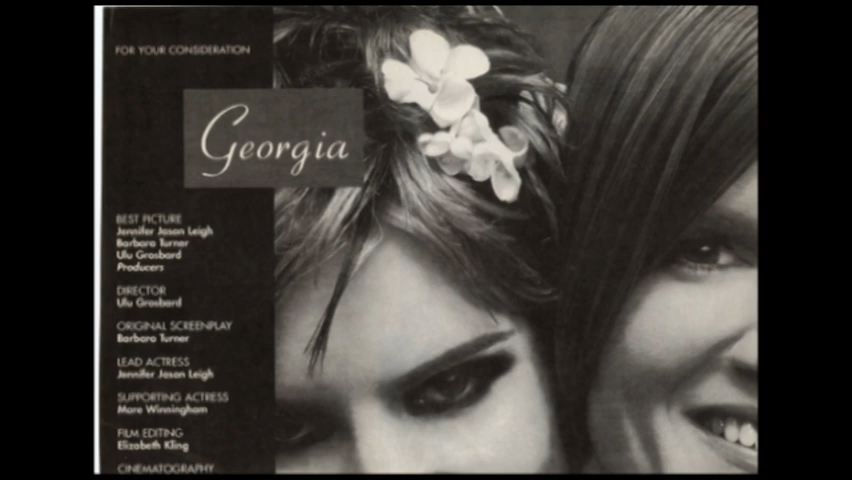 FOR YOUR CONSIDERATION
Georgia
BEST PICTURE
Jennifer Jason Leigh
Barbara Turner
Ulu Grosbard
Producers
DIRECTOR
Ulu Grosbard
ORIGINAL SCREENPLAY
Barbara Turner
LEAD ACTRESS
Jennifer Jason Leigh
SUPPORTING ACTRESS
Mare Winningham
FILM EDITING
Elizabeth Kling
CINEMATOGRAPHY